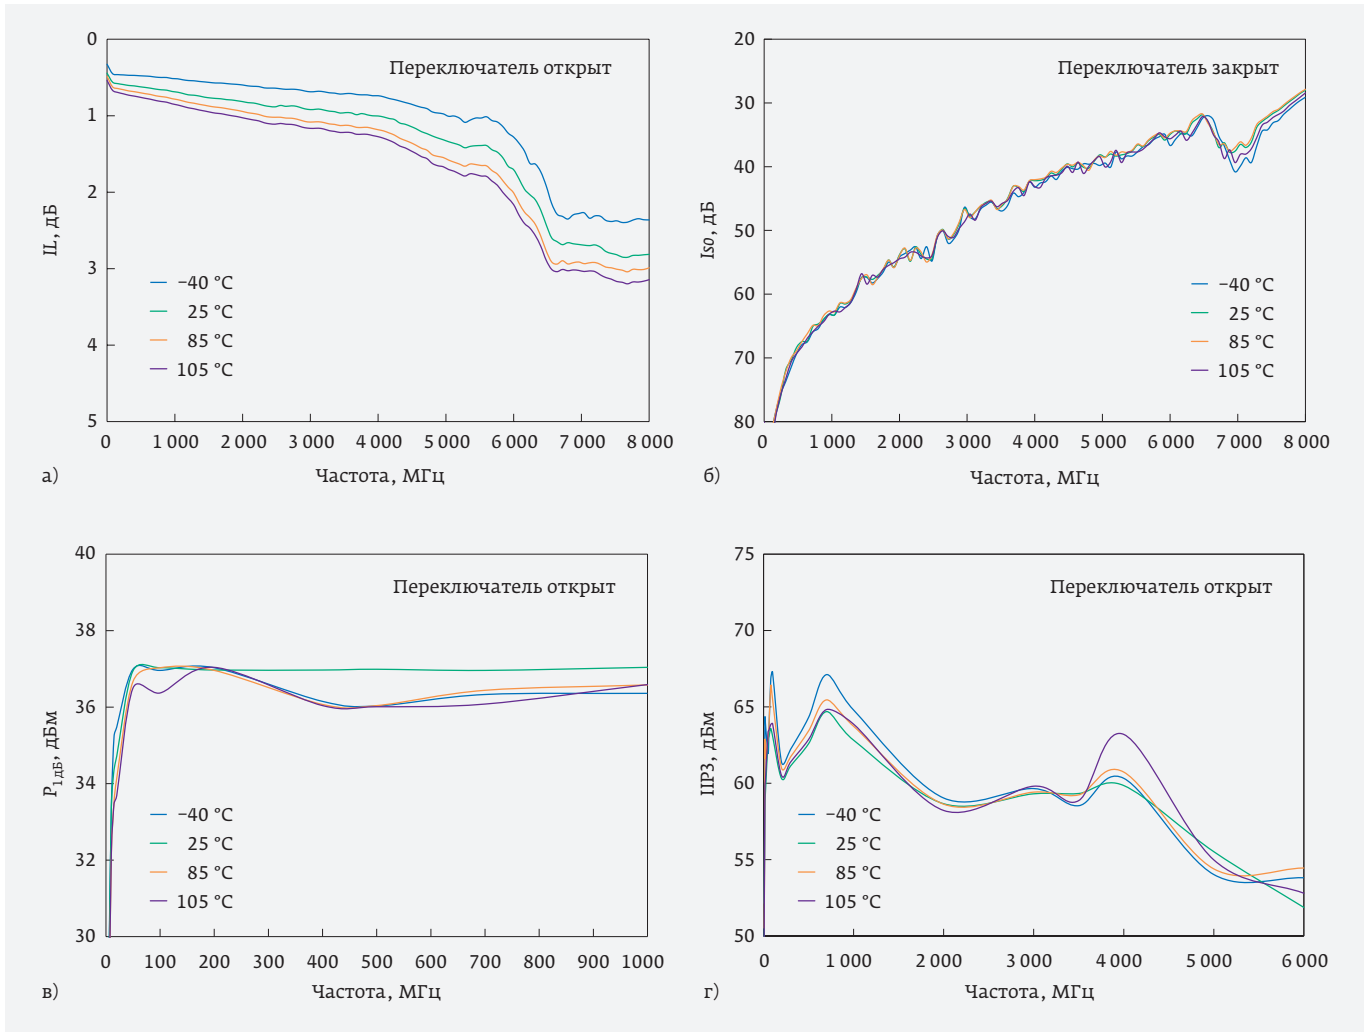 0
1
2
3
4
5
IL, дБ
Переключатель открыт
−40 °C
25 °C
85 °C
105 °C
0 1 000 2 000 3 000 4 000 5 000 6 000 7 000 8 000
Частота, МГц
а)
20
30
40
50
60
70
80
Iso, дБ
Переключатель закрыт
−40 °C
25 °C
85 °C
105 °C
0 1 000 2 000 3 000 4 000 5 000 6 000 7 000 8 000
Частота, МГц
б)
40
38
36
34
32
30
P1дБ, дБм
Переключатель открыт
−40 °C
25 °C
85 °C
105 °C
0 100 200 300 400 500 600 700 800 900 1000
Частота, МГц
в)
75
70
65
60
55
50
IIP3, дБм
Переключатель открыт
−40 °C
25 °C
85 °C
105 °C
0 1 000 2 000 3 000 4 000 5 000 6 000
Частота, МГц
г)